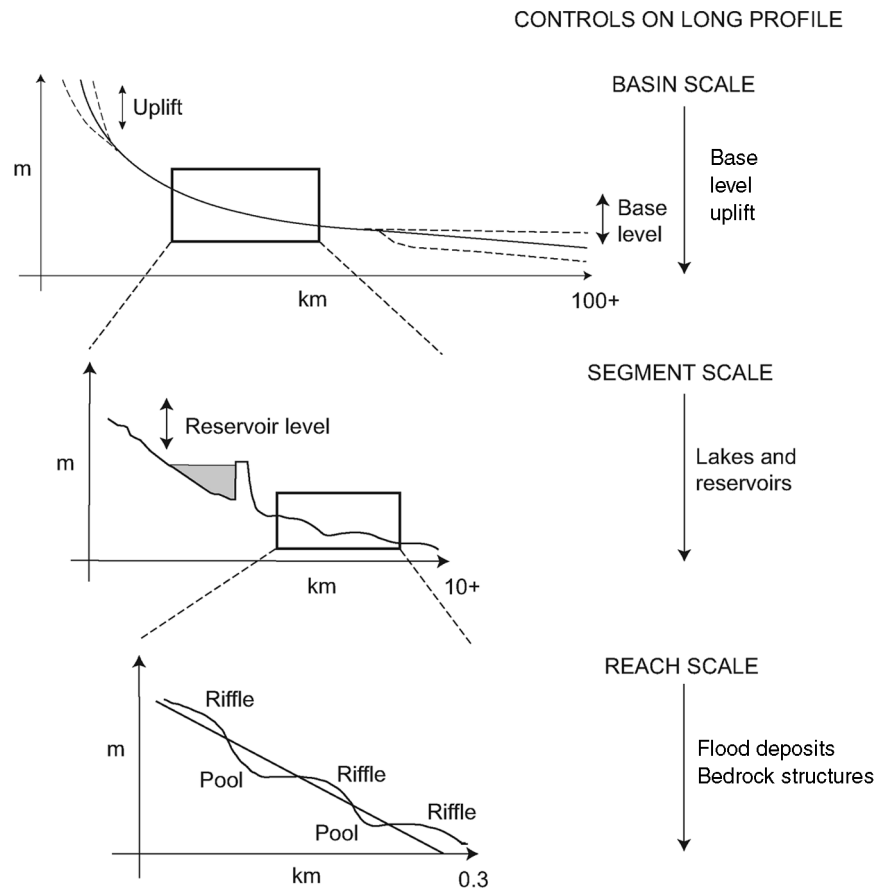 CONTROLS ON LONG PROFILE
BASIN SCALE
Uplift
m
Base
level
uplift
Base
level
km
100+
SEGMENT SCALE
Reservoir level
m
Lakes and
reservoirs
km
10+
REACH SCALE
Riffle
m
Flood deposits
Bedrock structures
Pool
Riffle
Riffle
Pool
km
0.3